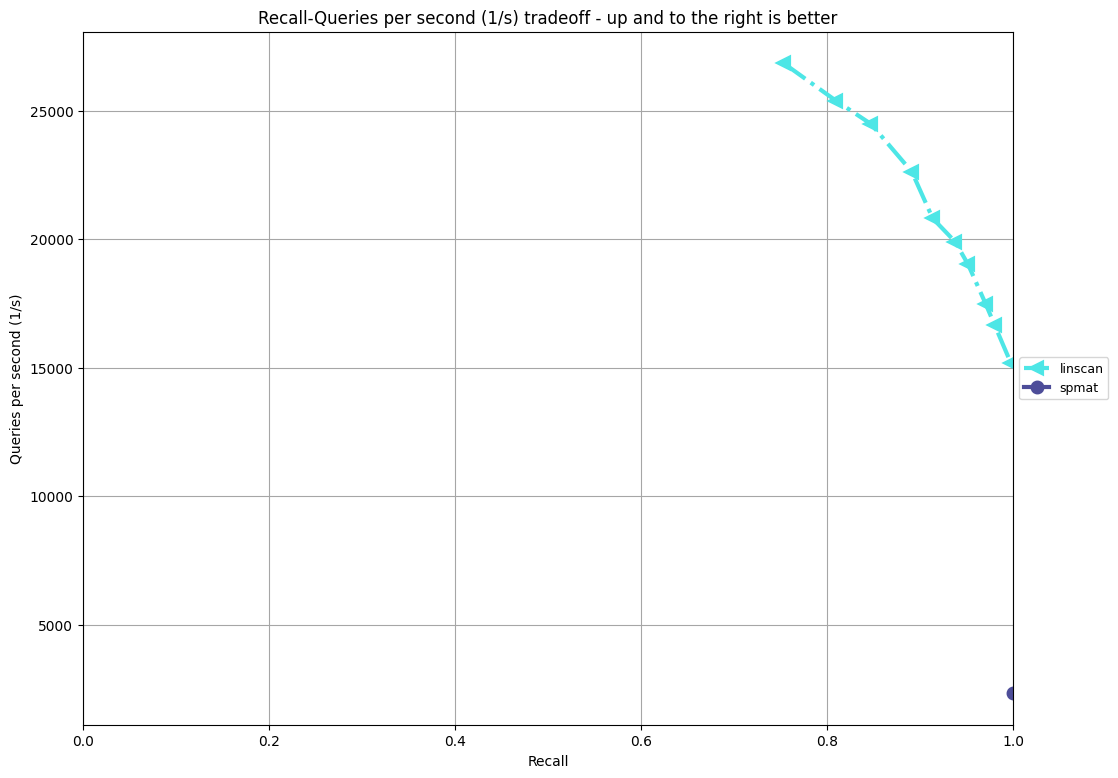 Recall-Queries per second (1/s) tradeoff - up and to the right is better
Queries per second (1/s)
25000
20000
15000
10000
5000
0.0 0.2 0.4 0.6 0.8 1.0
Recall
linscan
spmat